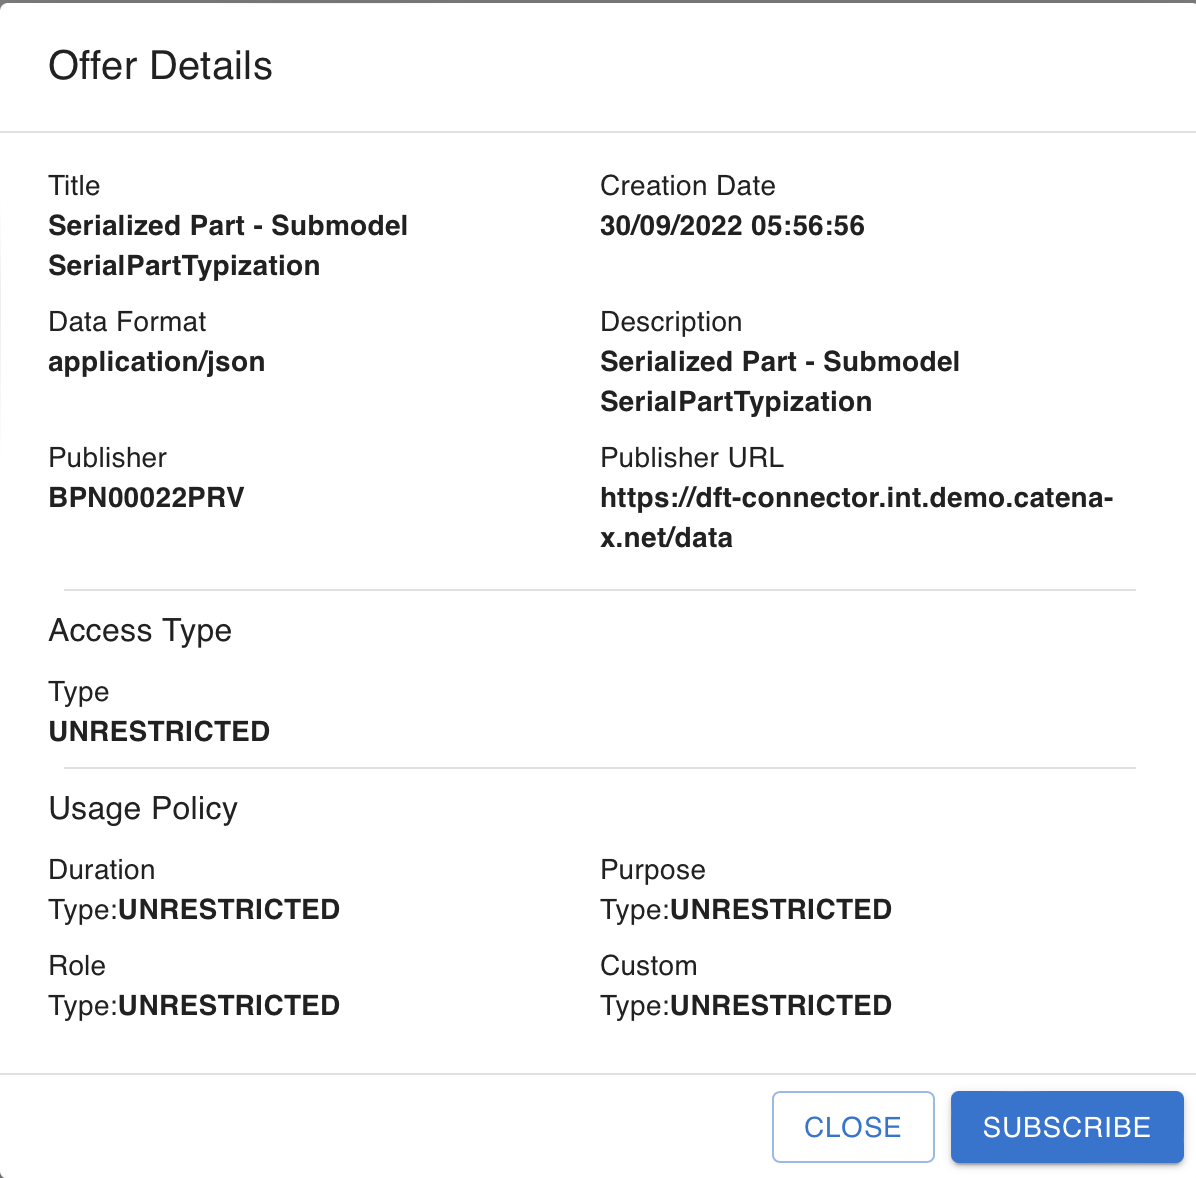 Offer Details
Title
Serialized Part - Submodel
SerialPartTypization
Creation Date
30/09/2022 05:56:56
Data Format
application/json
Description
Serialized Part - Submodel
SerialPartTypization
Publisher
BPN00022PRV
Publisher URL
https://dft-connector.int.demo.catena-
x.net/data
Access Type
Type
UNRESTRICTED
Usage Policy
Duration
Type:UNRESTRICTED
Purpose
Type:UNRESTRICTED
Role
Type:UNRESTRICTED
Custom
Type:UNRESTRICTED
CLOSE
SUBSCRIBE